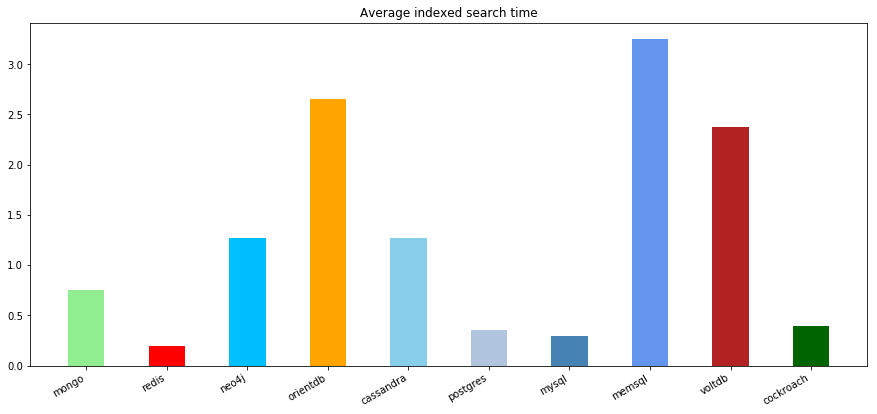 Average indexed search time
3.0
2.5
2.0
1.5
1.0
0.5
0.0
mongo
redis
neo4j
orientdb
cassandra
postgres
mysql
memsql
voltdb
cockroach